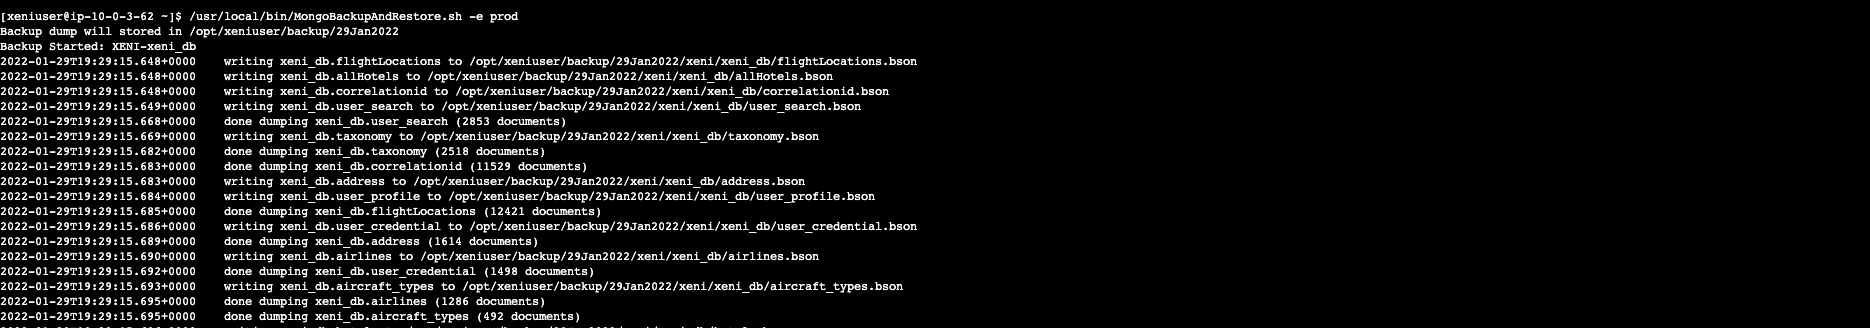 [xeniuser@ip-10-0-3-62 ~]$ /usr/local/bin/MongoBackupAndRestore.sh -e prod
Backup dump will stored in /opt/xeniuser/backup/29Jan2022
Backup Started: XENI-xeni_db
2022-01-29T19:29:15.648+0000    writing xeni_db.flightLocations to /opt/xeniuser/backup/29Jan2022/xeni/xeni_db/flightLocations.bson
2022-01-29T19:29:15.648+0000    writing xeni_db.allHotels to /opt/xeniuser/backup/29Jan2022/xeni/xeni_db/allHotels.bson
2022-01-29T19:29:15.648+0000    writing xeni_db.correlationid to /opt/xeniuser/backup/29Jan2022/xeni/xeni_db/correlationid.bson
2022-01-29T19:29:15.649+0000    writing xeni_db.user_search to /opt/xeniuser/backup/29Jan2022/xeni/xeni_db/user_search.bson
2022-01-29T19:29:15.668+0000    done dumping xeni_db.user_search (2853 documents)
2022-01-29T19:29:15.669+0000    writing xeni_db.taxonomy to /opt/xeniuser/backup/29Jan2022/xeni/xeni_db/taxonomy.bson
2022-01-29T19:29:15.682+0000    done dumping xeni_db.taxonomy (2518 documents)
2022-01-29T19:29:15.683+0000    done dumping xeni_db.correlationid (11529 documents)
2022-01-29T19:29:15.683+0000    writing xeni_db.address to /opt/xeniuser/backup/29Jan2022/xeni/xeni_db/address.bson
2022-01-29T19:29:15.684+0000    writing xeni_db.user_profile to /opt/xeniuser/backup/29Jan2022/xeni/xeni_db/user_profile.bson
2022-01-29T19:29:15.685+0000    done dumping xeni_db.flightLocations (12421 documents)
2022-01-29T19:29:15.686+0000    writing xeni_db.user_credential to /opt/xeniuser/backup/29Jan2022/xeni/xeni_db/user_credential.bson
2022-01-29T19:29:15.689+0000    done dumping xeni_db.address (1614 documents)
2022-01-29T19:29:15.690+0000    writing xeni_db.airlines to /opt/xeniuser/backup/29Jan2022/xeni/xeni_db/airlines.bson
2022-01-29T19:29:15.692+0000    done dumping xeni_db.user_credential (1498 documents)
2022-01-29T19:29:15.693+0000    writing xeni_db.aircraft_types to /opt/xeniuser/backup/29Jan2022/xeni/xeni_db/aircraft_types.bson
2022-01-29T19:29:15.695+0000    done dumping xeni_db.airlines (1286 documents)
2022-01-29T19:29:15.695+0000    done dumping xeni_db.aircraft_types (492 documents)